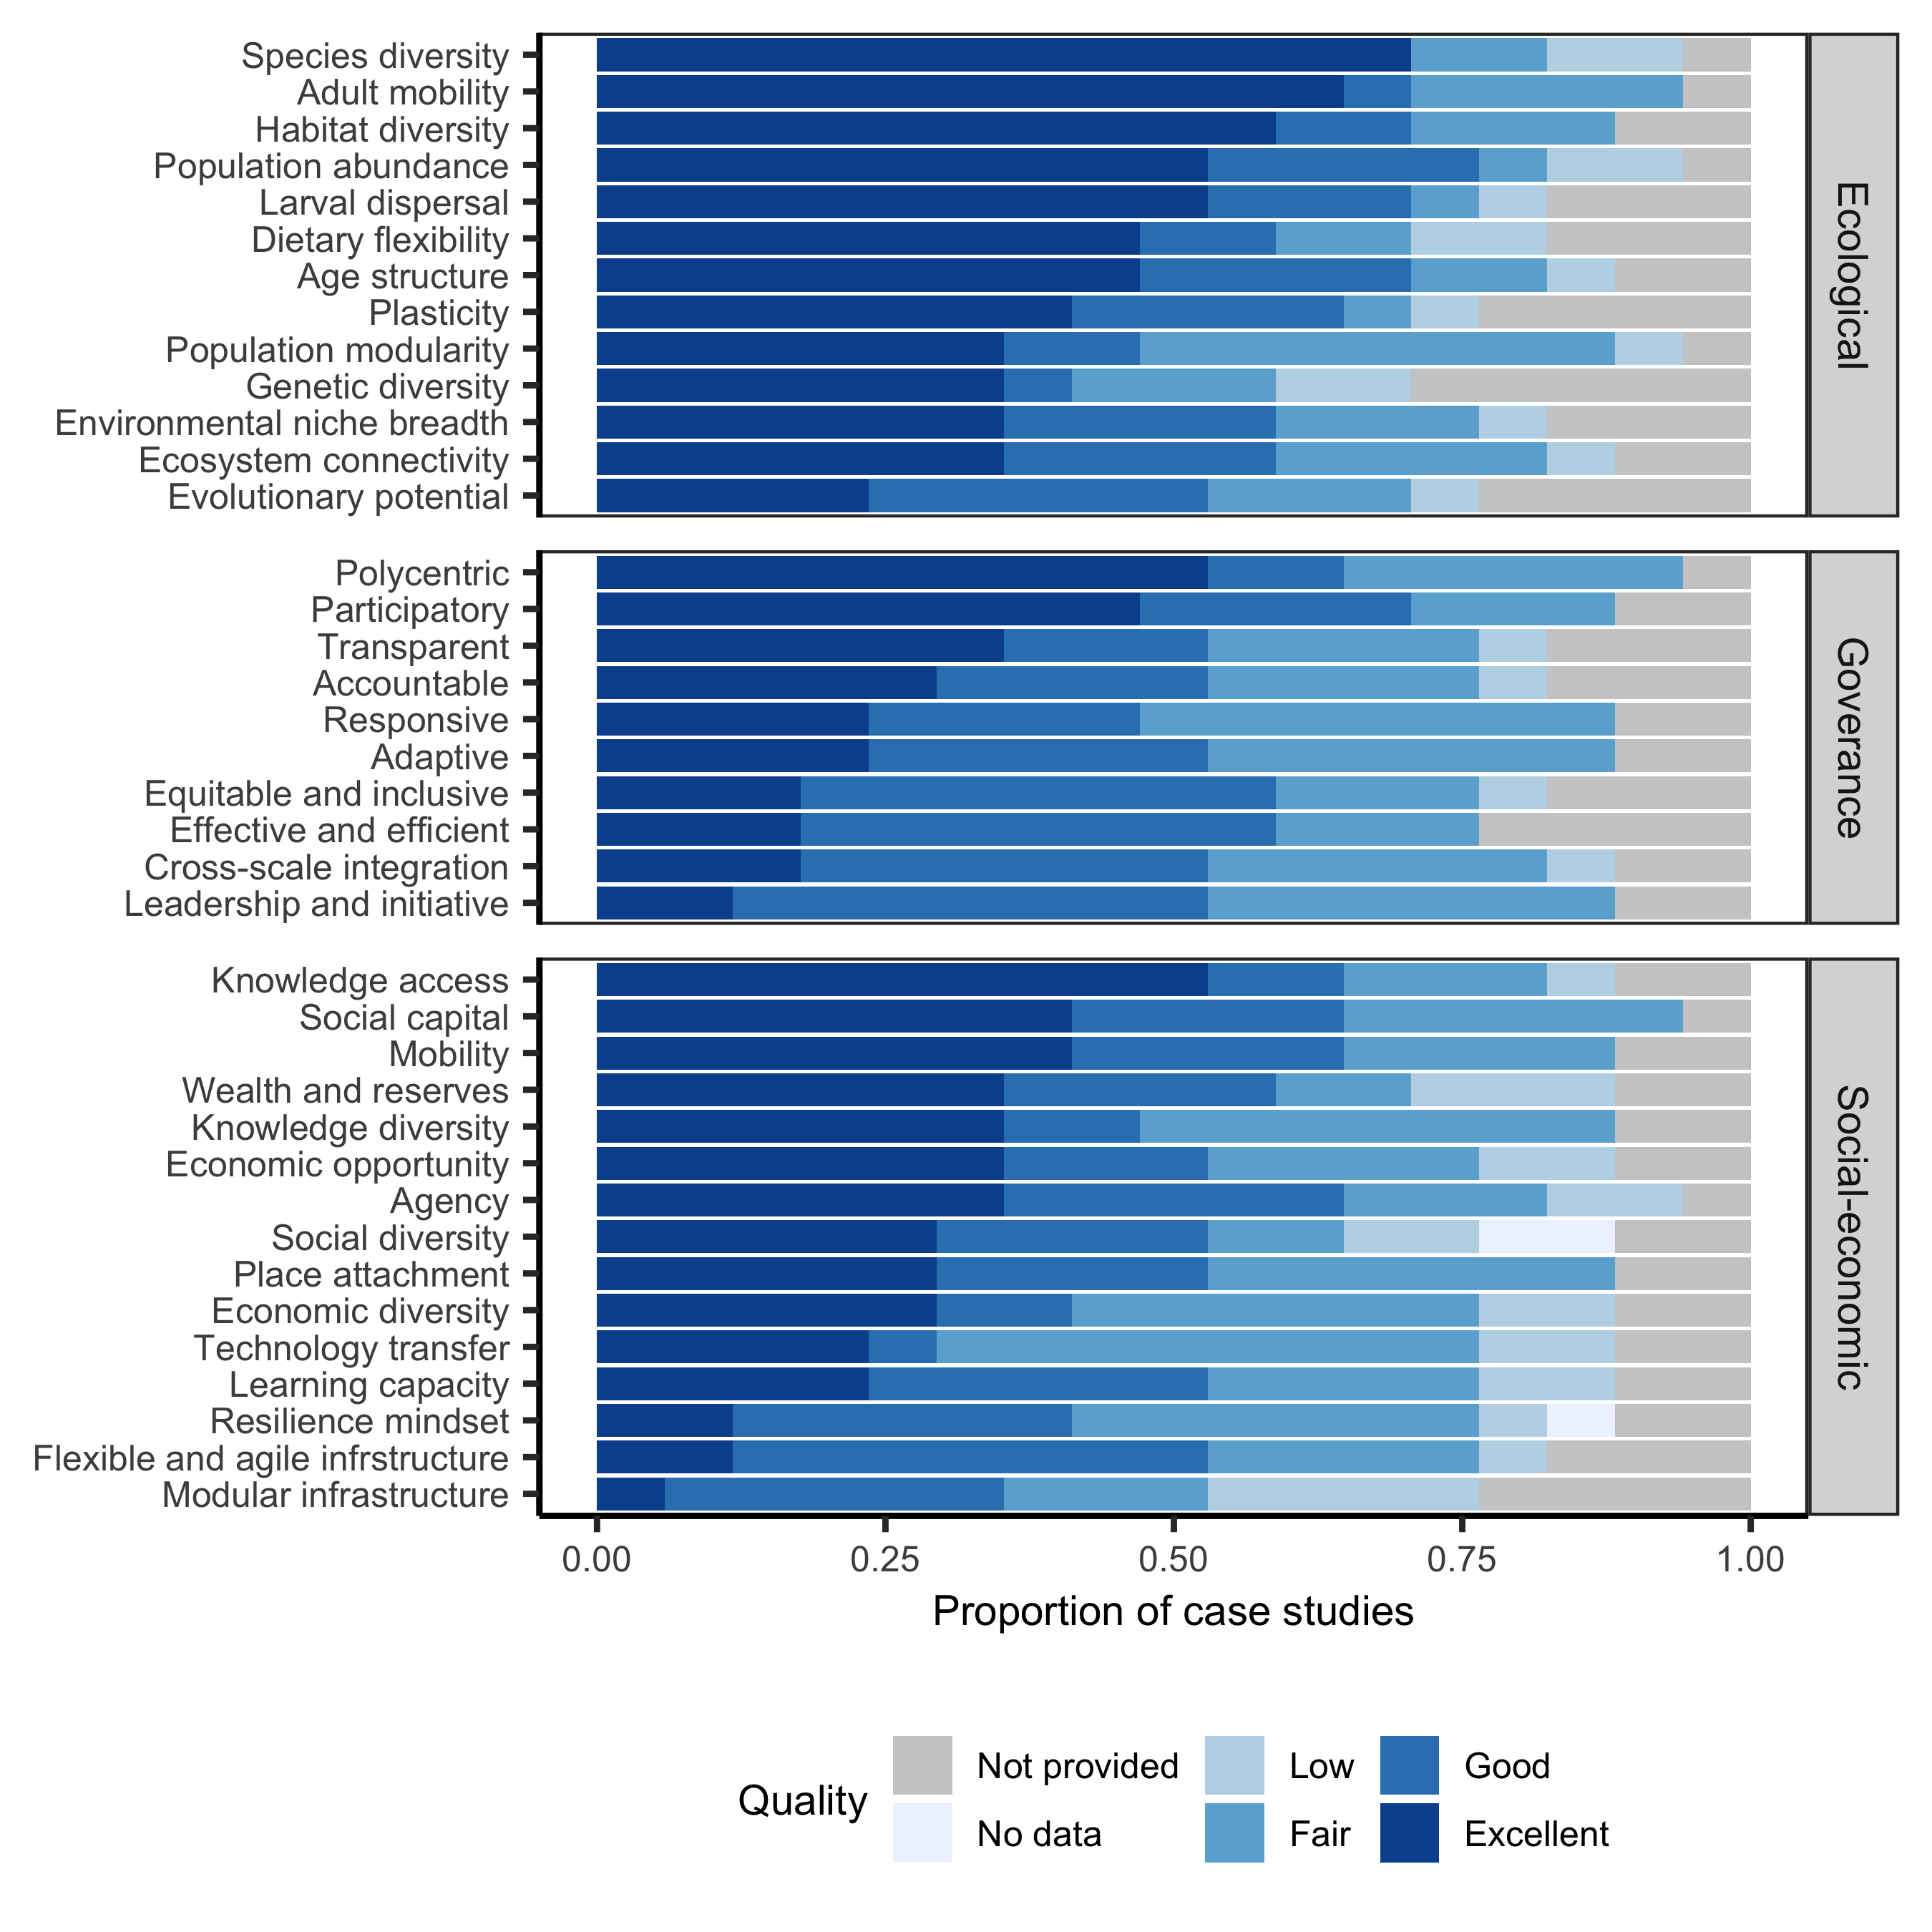 Species diversity
Adult mobility
Habitat diversity
Population abundance
Larval dispersal
Dietary flexibility
Age structure
Plasticity
Population modularity
Genetic diversity
Environmental niche breadth
Ecosystem connectivity
Evolutionary potential
Ecological
Polycentric
Participatory
Transparent
Accountable
Responsive
Adaptive
Equitable and inclusive
Effective and efficient
Cross-scale integration
Leadership and initiative
Goverance
Knowledge access
Social capital
Mobility
Wealth and reserves
Knowledge diversity
Economic opportunity
Agency
Social diversity
Place attachment
Economic diversity
Technology transfer
Learning capacity
Resilience mindset
Flexible and agile infrstructure
Modular infrastructure
Social-economic
0.00 0.25 0.50 0.75 1.00
Proportion of case studies
Quality
Not provided Low Good
No data Fair Excellent